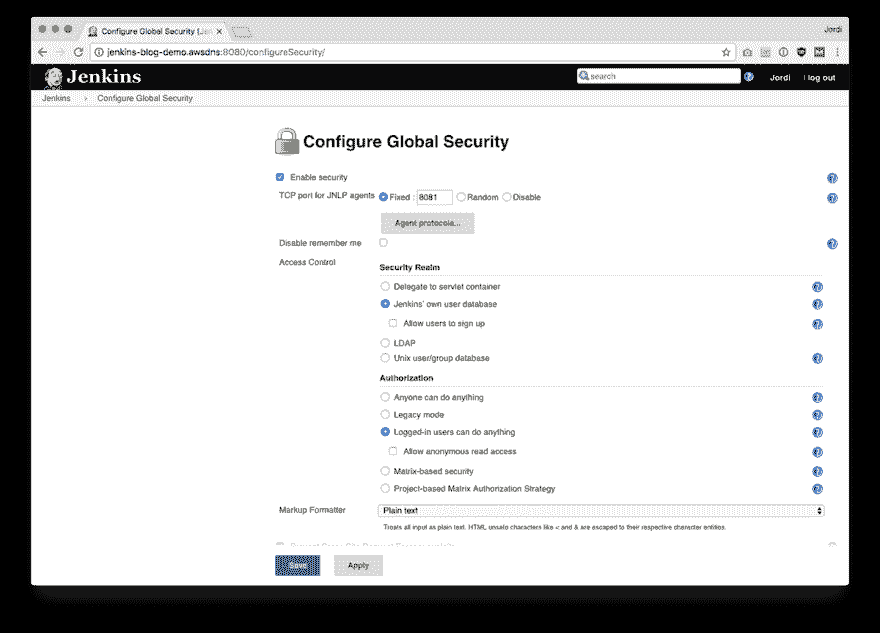 Configure Global Security [Jen
Jordi
jenkins-blog-demo.awsdns:8080/configureSecurity/
Jenkins
search
Jordi
log out
Jenkins
Configure Global Security
Configure Global Security
Enable security
TCP port for JNLP agents
Fixed : 8081 Random Disable
Agent protocols...
Disable remember me
Access Control
Security Realm
Delegate to servlet container
Jenkins' own user database
Allow users to sign up
LDAP
Unix user/group database
Authorization
Anyone can do anything
Legacy mode
Logged-in users can do anything
Allow anonymous read access
Matrix-based security
Project-based Matrix Authorization Strategy
Markup Formatter
Plain text
Treats all input as plain text. HTML unsafe characters like < and & are escaped to their respective character entities.
Save
Apply